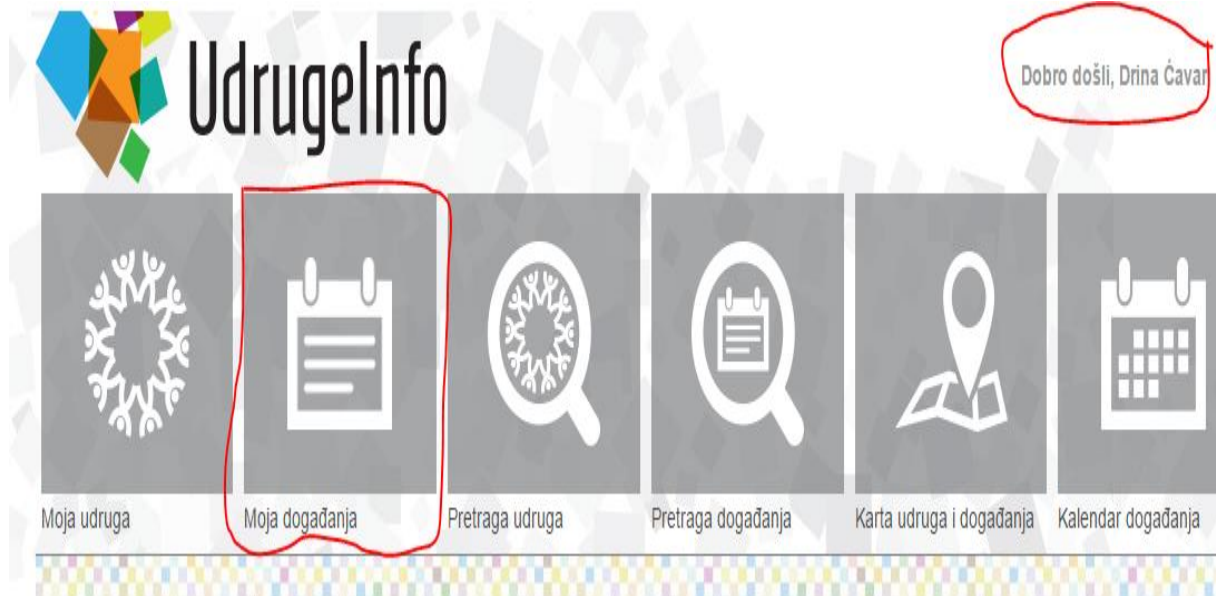 UdrugeInfo
Dobro došli, Drina Ćavar
Moja udruga
Moja događanja
Pretraga udruga
Pretraga događanja
Karta udruga i događanja
Kalendar događanja